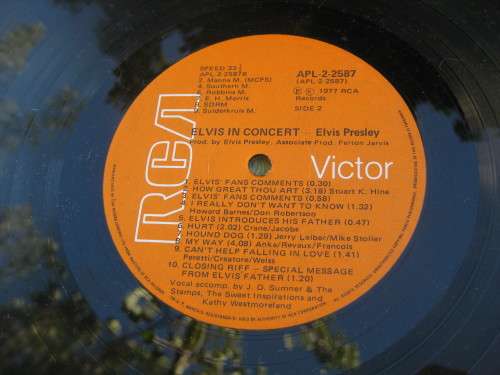 SPEED 33⅓
APL 2-2587B
2. Manna M. (MCPS)
4. Southern M.
6. Robbins M.
7. E. H. Morris
8. SDRM
9. Suiderkruis M.
APL-2-2587
(APL 2-2587)
℗ © 1977 RCA
Records
SIDE 2
RCA
ELVIS IN CONCERT — Elvis Presley
Prod. by Elvis Presley, Associate Prod. Felton Jarvis
Victor
1. ELVIS' FANS COMMENTS (0.30)
2. HOW GREAT THOU ART (3.18) Stuart K. Hine
3. ELVIS' FANS COMMENTS (0.58)
4. I REALLY DON'T WANT TO KNOW (1.32)
Howard Barnes/Don Robertson
5. ELVIS INTRODUCES HIS FATHER (0.47)
6. HURT (2.02) Crane/Jacobs
7. HOUND DOG (1.29) Jerry Leiber/Mike Stoller
8. MY WAY (4.08) Anka/Revaux/Francois
9. CAN'T HELP FALLING IN LOVE (1.41)
Peretti/Creatore/Weiss
10. CLOSING RIFF — SPECIAL MESSAGE
FROM ELVIS FATHER (1.20)
Vocal accomp. by J. D. Sumner & The
Stamps, The Sweet Inspirations and
Kathy Westmoreland